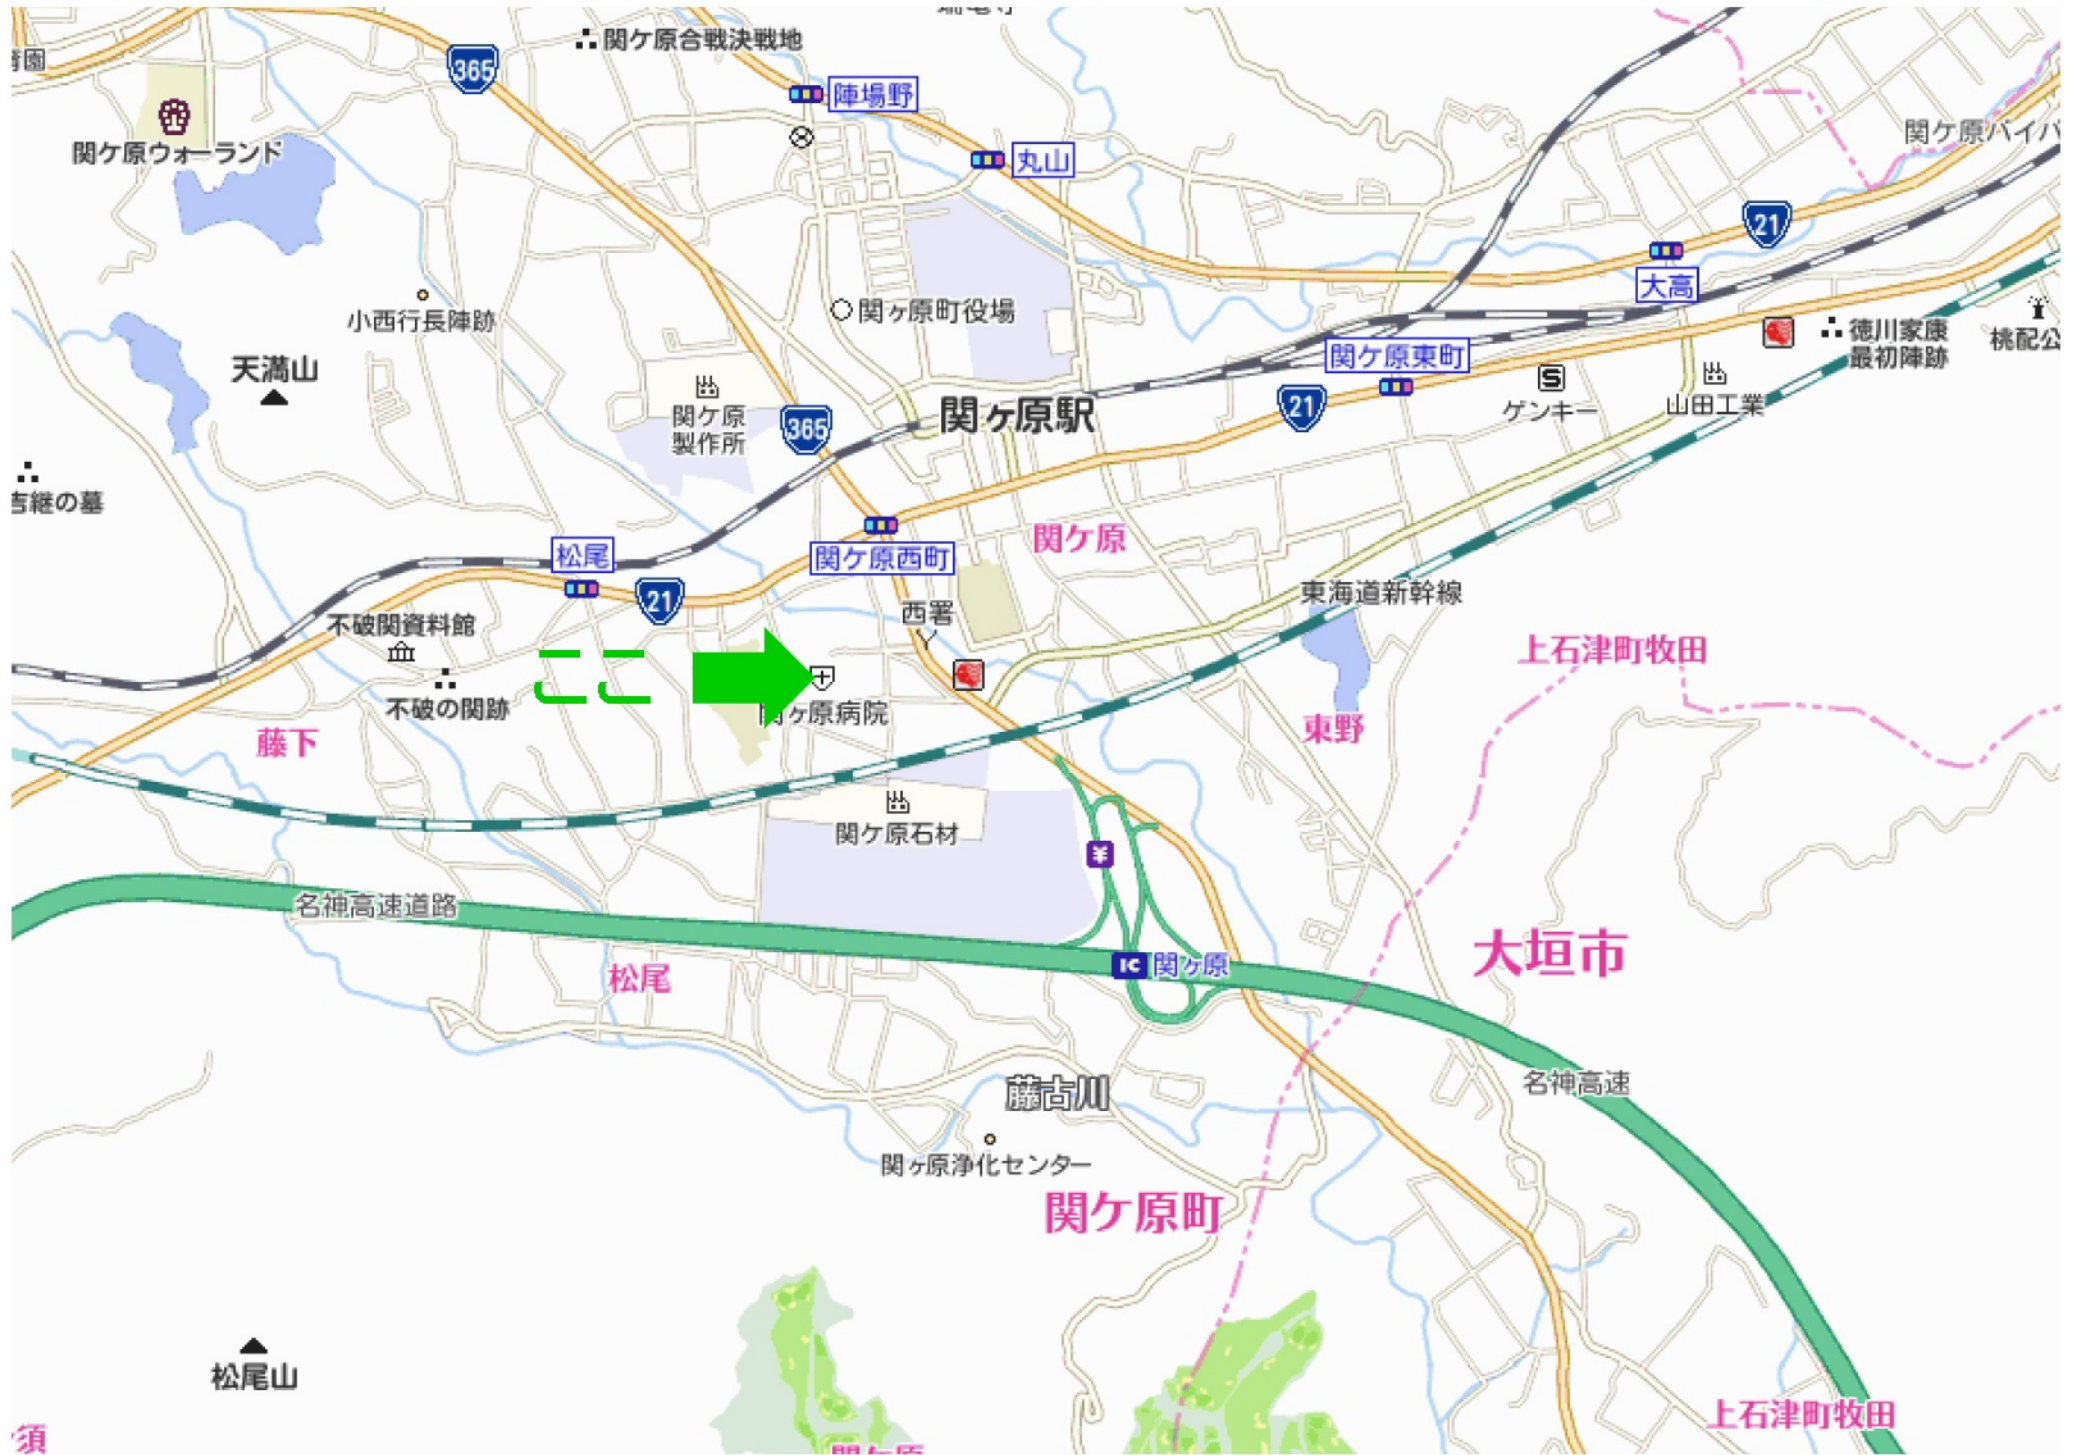 365
関ケ原合戦決戦地
陣場野
関ケ原ウォーランド
丸山
関ケ原バイパ
21
大高
小西行長陣跡
関ヶ原町役場
天満山
関ケ原東町
徳川家康
最初陣跡
桃配公
関ケ原
製作所
365
関ヶ原駅
21
ゲンキー
山田工業
吉継の墓
松尾
関ケ原西町
関ケ原
21
西署
東海道新幹線
不破関資料館
上石津町牧田
不破の関跡
関ヶ原病院
藤下
東野
関ケ原石材
¥
名神高速道路
IC 関ヶ原
大垣市
松尾
名神高速
藤古川
関ヶ原浄化センター
関ケ原町
松尾山
上石津町牧田
須